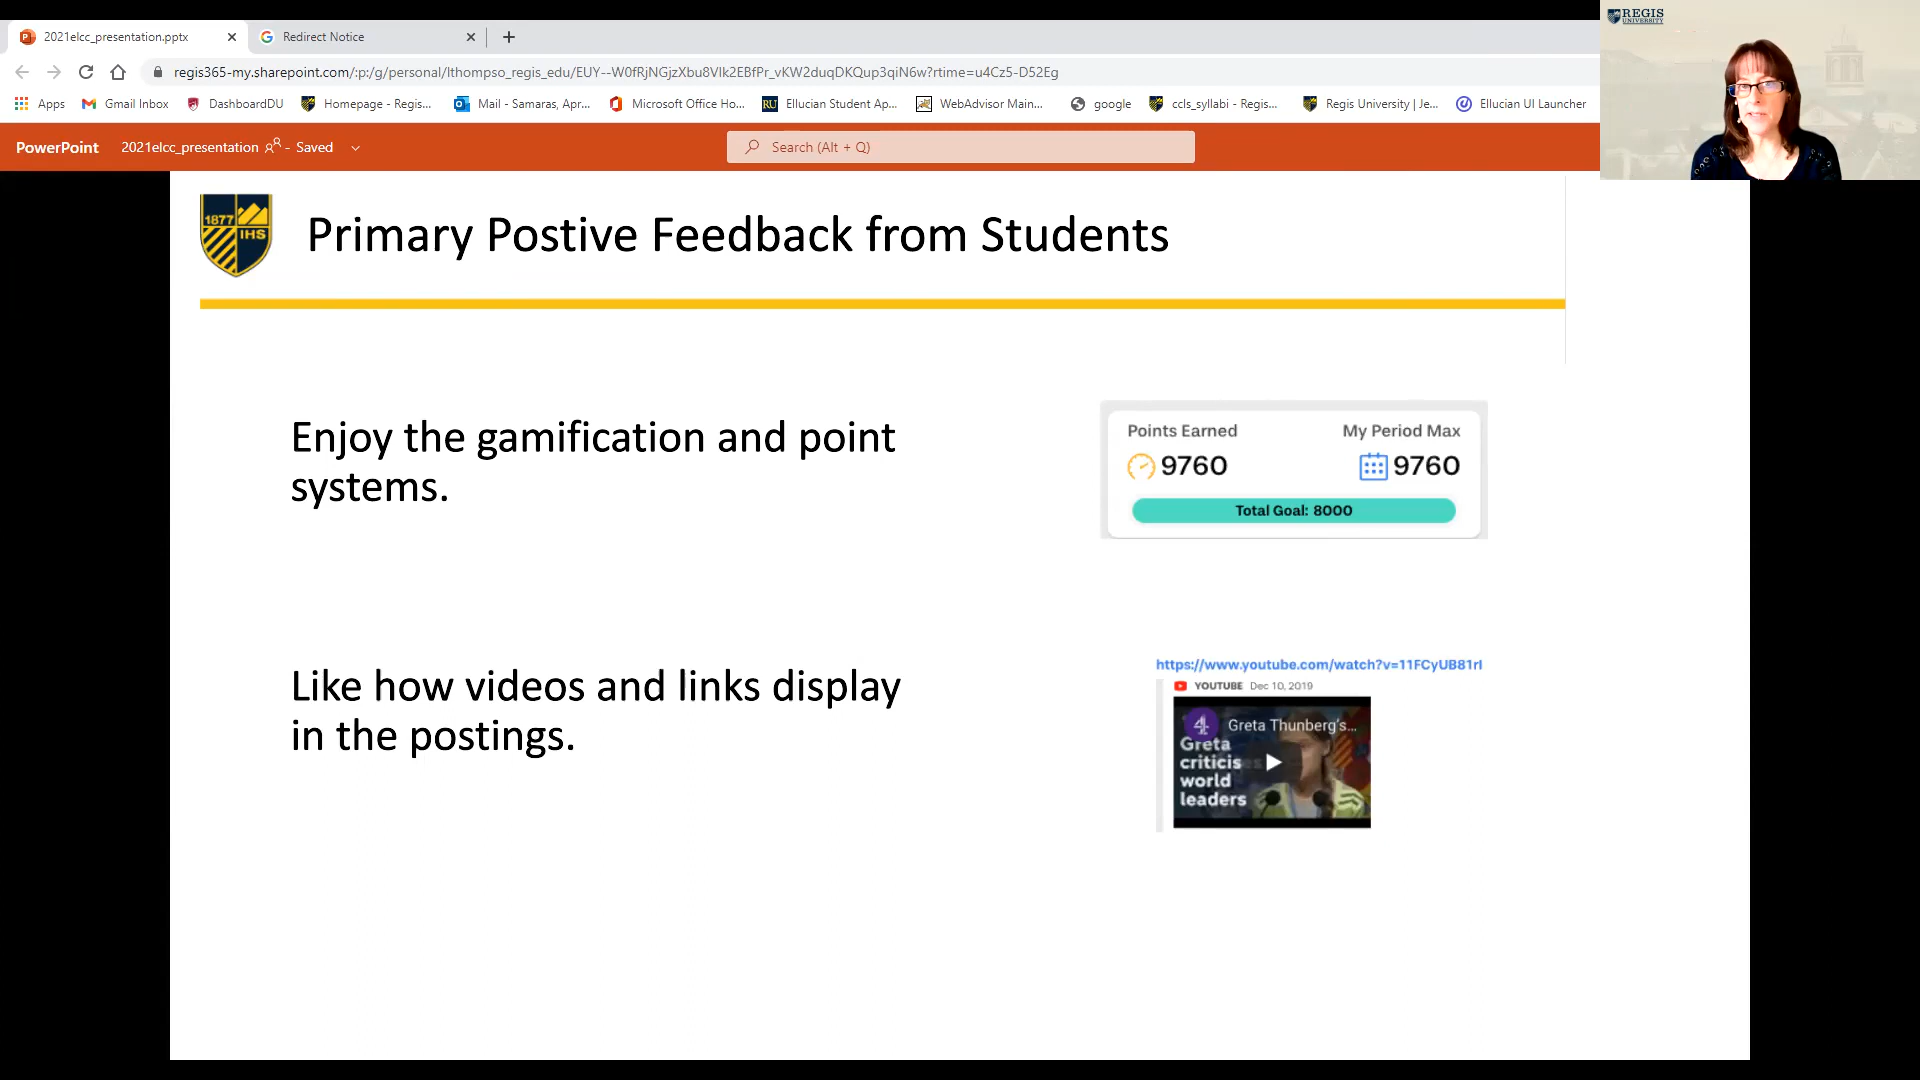 2021elcc_presentation.pptx
Redirect Notice
regis365-my.sharepoint.com/:p:/g/personal/lthompso_regis_edu/EUY--W0fRjNGjzXbu8Vlk2EBfPr_vKW2duqDKQup3qiN6w?rtime=u4Cz5-D52Eg
Apps Gmail Inbox DashboardDU Homepage - Regis... Mail - Samaras, Apr... Microsoft Office Ho... RU Ellucian Student Ap... WebAdvisor Main... google ccls_syllabi - Regis... Regis University | Je... Ellucian UI Launcher
REGIS
UNIVERSITY
PowerPoint 2021elcc_presentation - Saved
Search (Alt + Q)
1877
IHS
Primary Postive Feedback from Students
Enjoy the gamification and point
systems.
Points Earned My Period Max
9760 9760
Total Goal: 8000
Like how videos and links display
in the postings.
https://www.youtube.com/watch?v=11FCyUB81rI
YOUTUBE Dec 10, 2019
4 Greta Thunberg's...
Greta
criticises
world
leaders